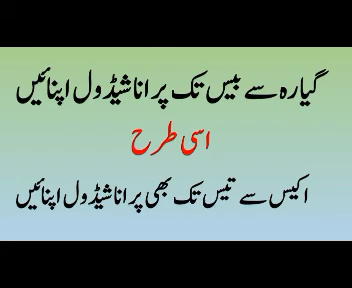 گیارہ سے بیس تک پرانا شیڈول اپنائیں
اسی طرح
اکیس سے تیس تک بھی پرانا شیڈول اپنائیں